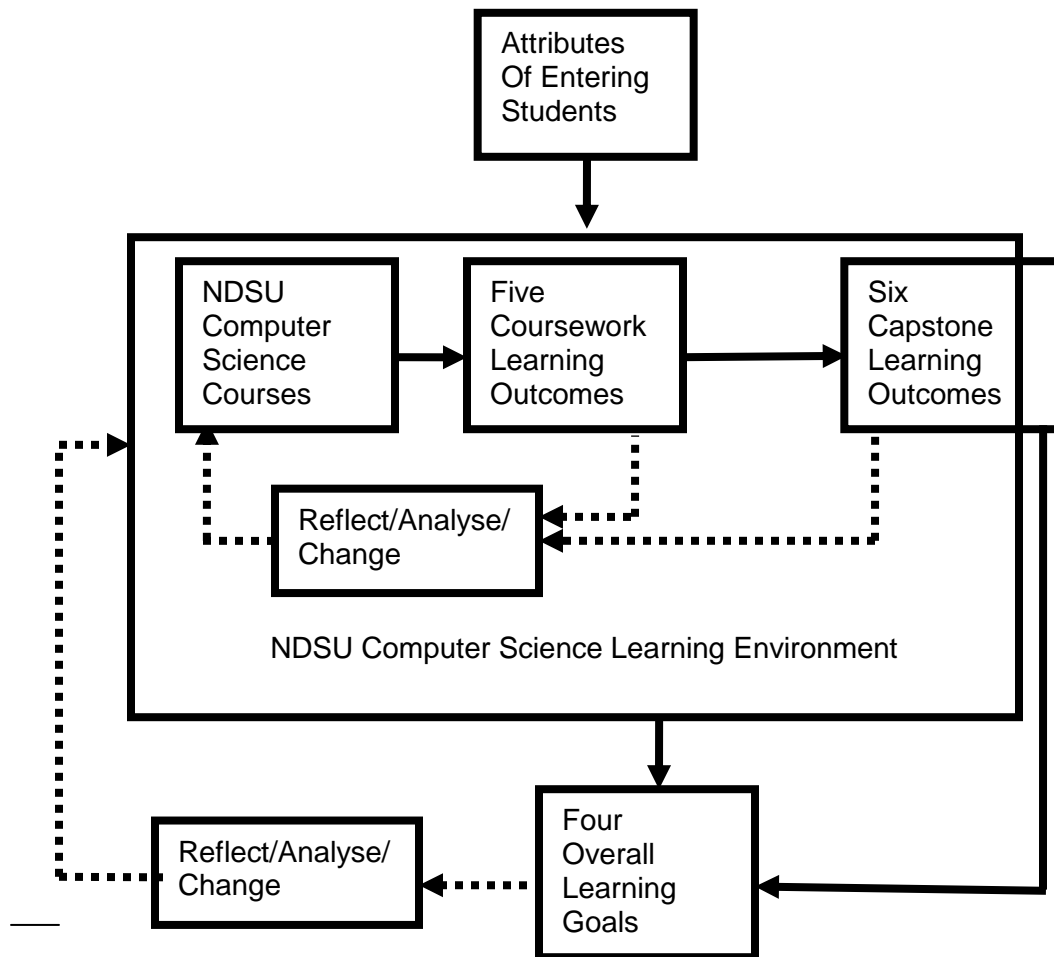 Attributes
Of Entering
Students
NDSU
Computer
Science
Courses
Five
Coursework
Learning
Outcomes
Six
Capstone
Learning
Outcomes
Reflect/Analyse/
Change
NDSU Computer Science Learning Environment
Four
Overall
Learning
Goals
Reflect/Analyse/
Change